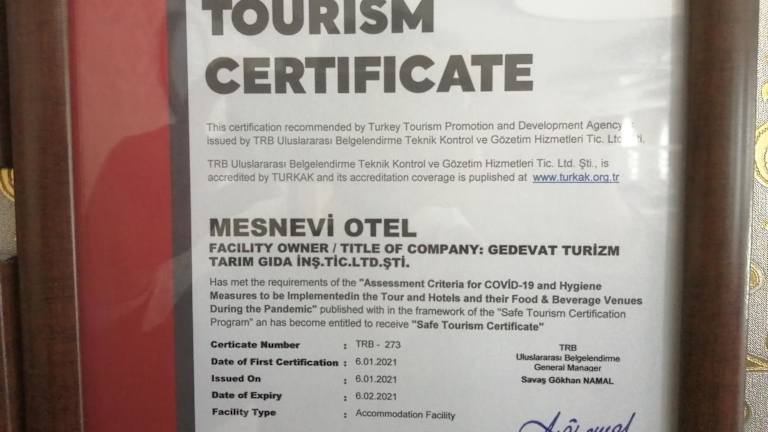 TOURISM
CERTIFICATE
This certification recommended by Turkey Tourism Promotion and Development Agency
issued by TRB Uluslararası Belgelendirme Teknik Kontrol ve Gözetim Hizmetleri Tic. Ltd
TRB Uluslararası Belgelendirme Teknik Kontrol ve Gözetim Hizmetleri Tic. Ltd. Şti., is
accredited by TURKAK and its accreditation coverage is puplished at www.turkak.org.tr
MESNEVİ OTEL
FACILITY OWNER / TITLE OF COMPANY: GEDEVAT TURİZM
TARIM GIDA İNŞ.TİC.LTD.ŞTİ.
Has met the requirements of the "Assessment Criteria for COVİD-19 and Hygiene
Measures to be Implementedin the Tour and Hotels and their Food & Beverage Venues
During the Pandemic" published with in the framework of the "Safe Tourism Certification
Program" an has become entitled to receive "Safe Tourism Certificate"
Certicate Number : TRB - 273
Date of First Certification : 6.01.2021
Issued On : 6.01.2021
Date of Expiry : 6.02.2021
Facility Type : Accommodation Facility
TRB
Uluslararası Belgelendirme
General Manager
Savaş Gökhan NAMAL